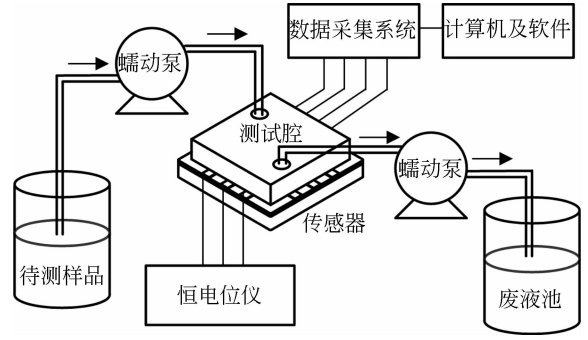 数据采集系统
计算机及软件
蠕动泵
测试腔
蠕动泵
传感器
待测样品
恒电位仪
废液池